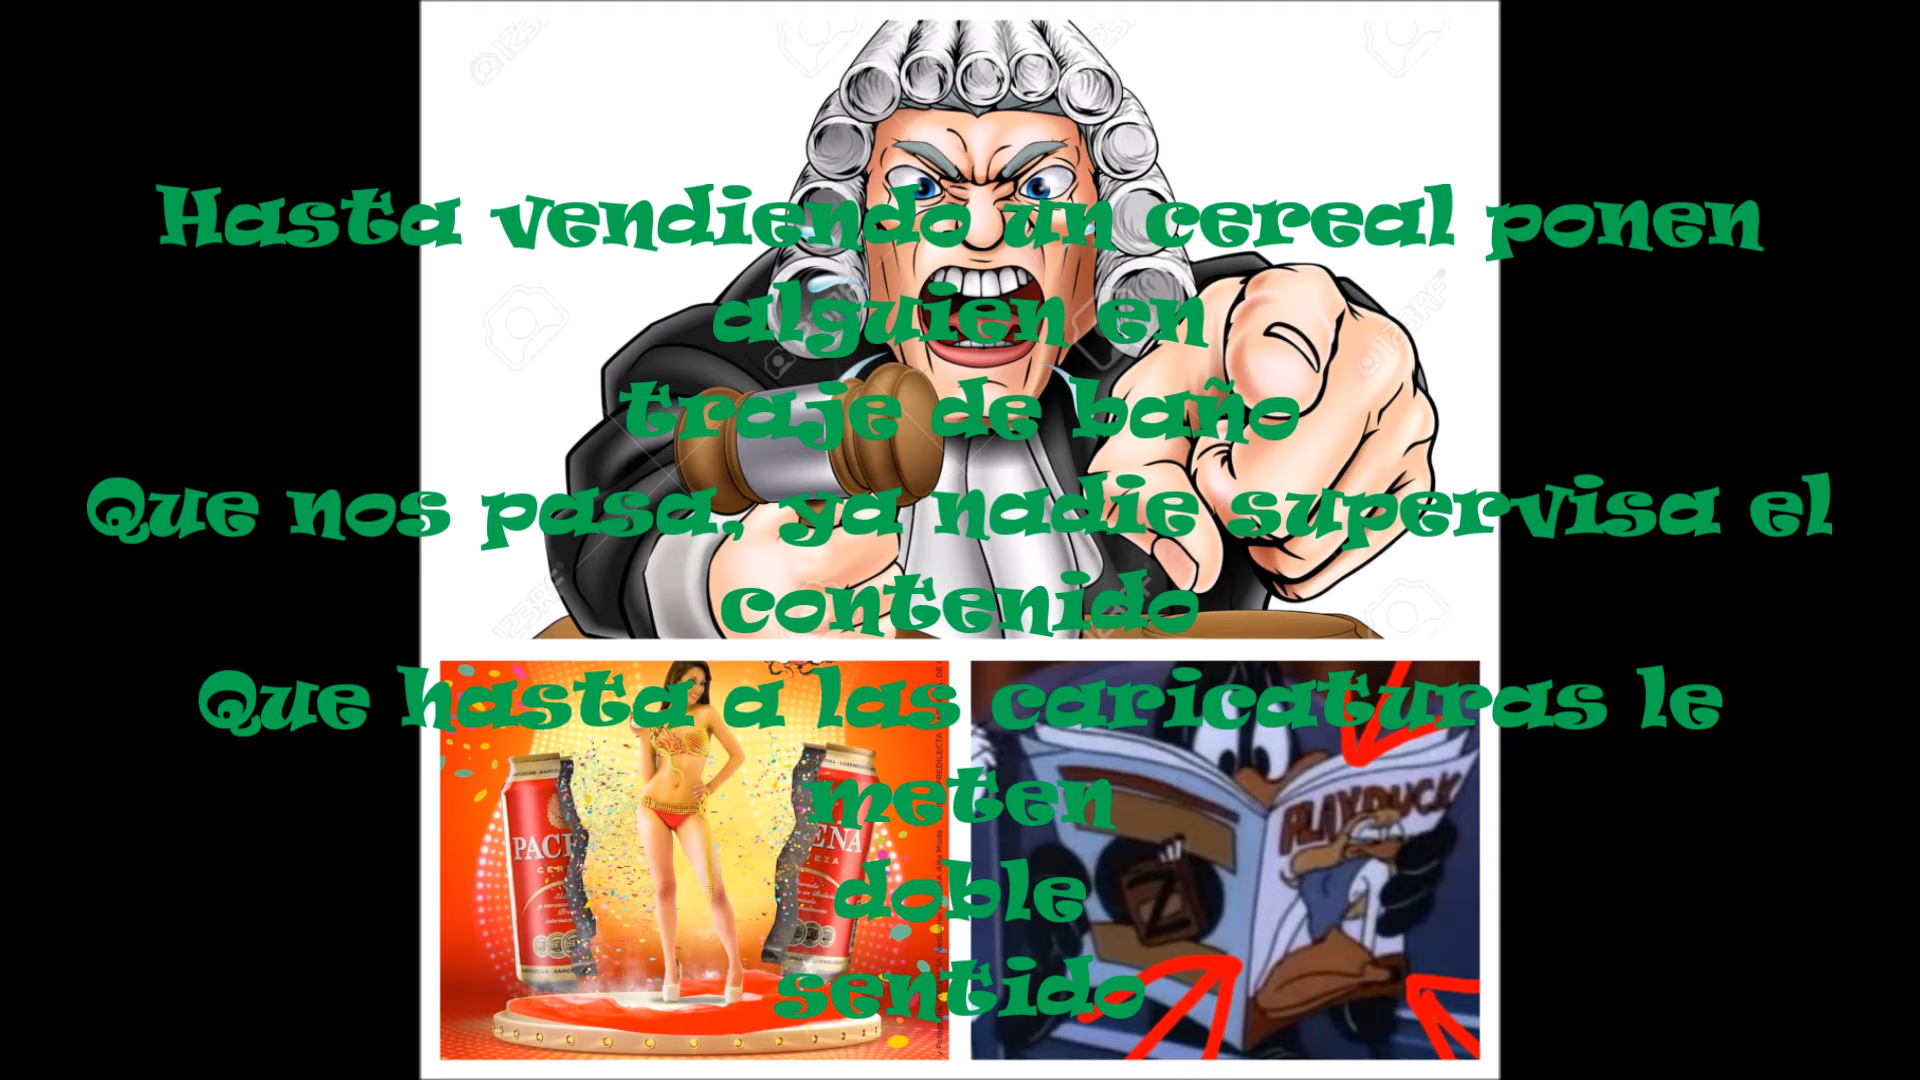 Hasta vendiendo un cereal ponen
alguien en
traje de baño
Que nos pasa, ya nadie supervisa el
contenido
Que hasta a las caricaturas le
meten
doble
sentido
PLAYDUCK